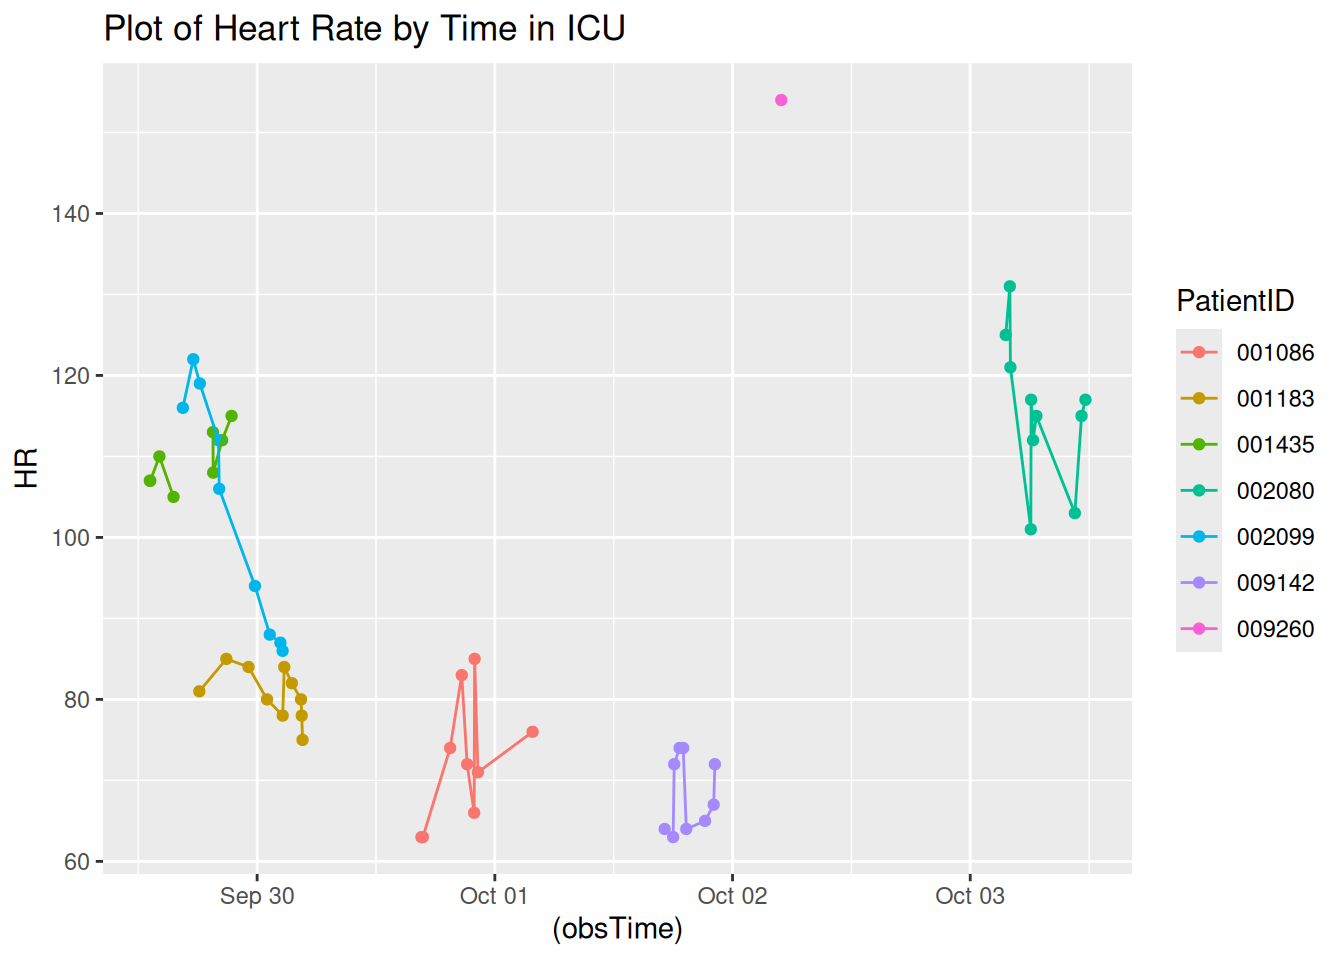 Plot of Heart Rate by Time in ICU
HR
140
120
100
80
60
Sep 30
Oct 01
Oct 02
Oct 03
(obsTime)
PatientID
001086
001183
001435
002080
002099
009142
009260